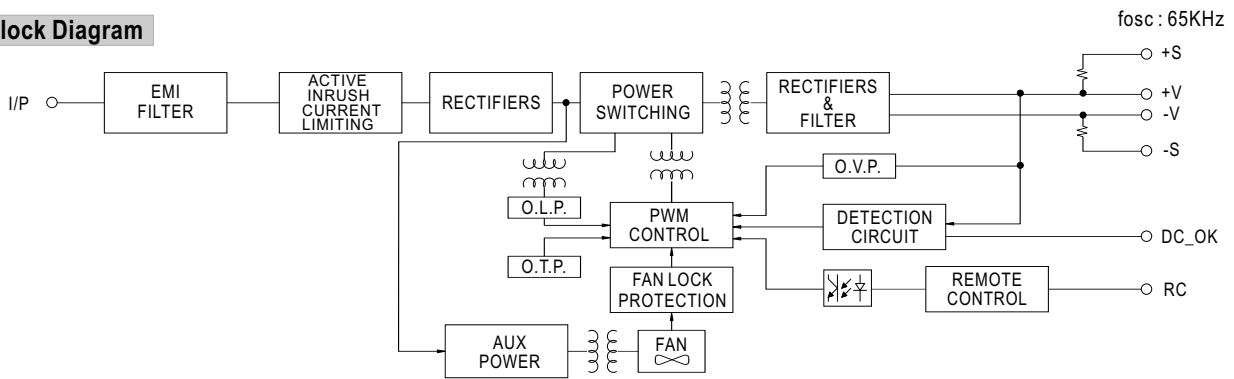 lock Diagram
fosc : 65KHz
I/P
EMI
FILTER
ACTIVE
INRUSH
CURRENT
LIMITING
RECTIFIERS
POWER
SWITCHING
RECTIFIERS
&
FILTER
+S
+V
-V
-S
O.V.P.
O.L.P.
PWM
CONTROL
DETECTION
CIRCUIT
DC_OK
O.T.P.
FAN LOCK
PROTECTION
REMOTE
CONTROL
RC
AUX
POWER
FAN